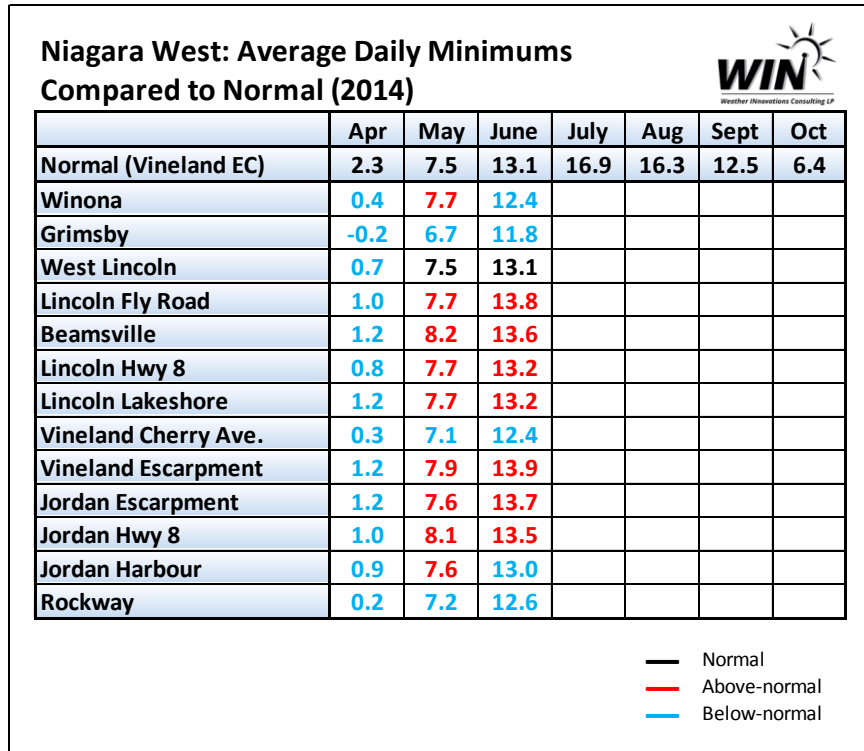 Niagara West: Average Daily Minimums
Compared to Normal (2014)
WIN
Weather INnovations Consulting LP
Apr May June July Aug Sept Oct
Normal (Vineland EC) 2.3 7.5 13.1 16.9 16.3 12.5 6.4
Winona 0.4 7.7 12.4
Grimsby -0.2 6.7 11.8
West Lincoln 0.7 7.5 13.1
Lincoln Fly Road 1.0 7.7 13.8
Beamsville 1.2 8.2 13.6
Lincoln Hwy 8 0.8 7.7 13.2
Lincoln Lakeshore 1.2 7.7 13.2
Vineland Cherry Ave. 0.3 7.1 12.4
Vineland Escarpment 1.2 7.9 13.9
Jordan Escarpment 1.2 7.6 13.7
Jordan Hwy 8 1.0 8.1 13.5
Jordan Harbour 0.9 7.6 13.0
Rockway 0.2 7.2 12.6
Normal
Above-normal
Below-normal